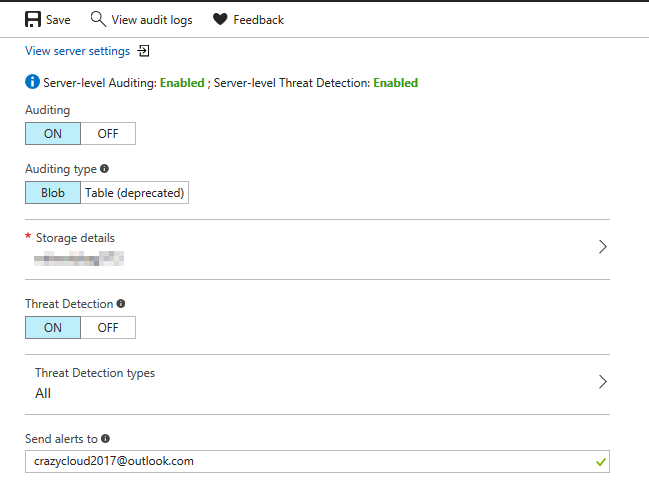 Save View audit logs Feedback
View server settings
Server-level Auditing: Enabled ; Server-level Threat Detection: Enabled
Auditing
ON OFF
Auditing type
Blob Table (deprecated)
* Storage details
Threat Detection
ON OFF
Threat Detection types
All
Send alerts to
crazycloud2017@outlook.com